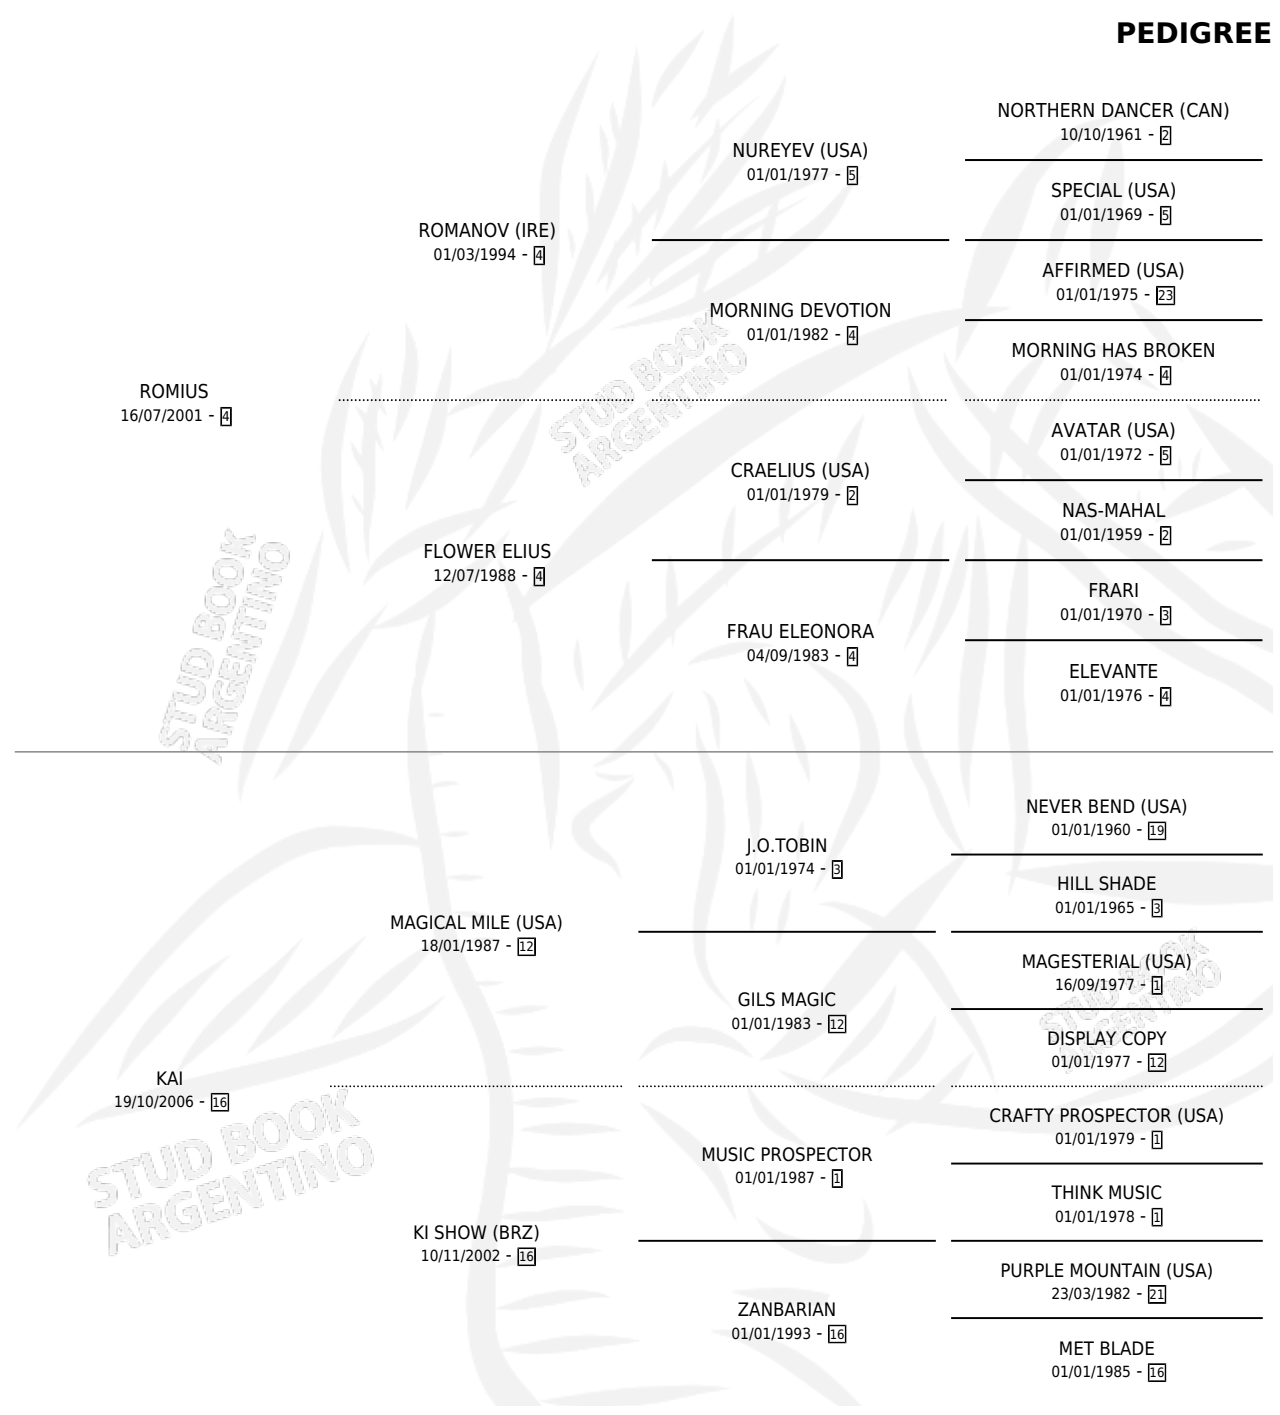 PEDIGREE
NORTHERN DANCER (CAN)
10/10/1961 - 2
NUREYEV (USA)
01/01/1977 - 5
SPECIAL (USA)
01/01/1969 - 5
ROMANOV (IRE)
01/03/1994 - 4
AFFIRMED (USA)
01/01/1975 - 23
MORNING DEVOTION
01/01/1982 - 4
MORNING HAS BROKEN
01/01/1974 - 4
ROMIUS
16/07/2001 - 4
AVATAR (USA)
01/01/1972 - 5
CRAELIUS (USA)
01/01/1979 - 2
NAS-MAHAL
01/01/1959 - 2
FLOWER ELIUS
12/07/1988 - 4
FRARI
01/01/1970 - 3
FRAU ELEONORA
04/09/1983 - 4
ELEVANTE
01/01/1976 - 4
NEVER BEND (USA)
01/01/1960 - 19
J.O.TOBIN
01/01/1974 - 3
HILL SHADE
01/01/1965 - 3
MAGICAL MILE (USA)
18/01/1987 - 12
MAGESTERIAL (USA)
16/09/1977 - 1
GILS MAGIC
01/01/1983 - 12
DISPLAY COPY
01/01/1977 - 12
KAI
19/10/2006 - 16
CRAFTY PROSPECTOR (USA)
01/01/1979 - 1
MUSIC PROSPECTOR
01/01/1987 - 1
THINK MUSIC
01/01/1978 - 1
KI SHOW (BRZ)
10/11/2002 - 16
PURPLE MOUNTAIN (USA)
23/03/1982 - 21
ZANBARIAN
01/01/1993 - 16
MET BLADE
01/01/1985 - 16
STUD BOOK
ARGENTINO
STUD BOOK
ARGENTINO
STUD BOOK
ARGENTINO
STUD BOOK
ARGENTINO